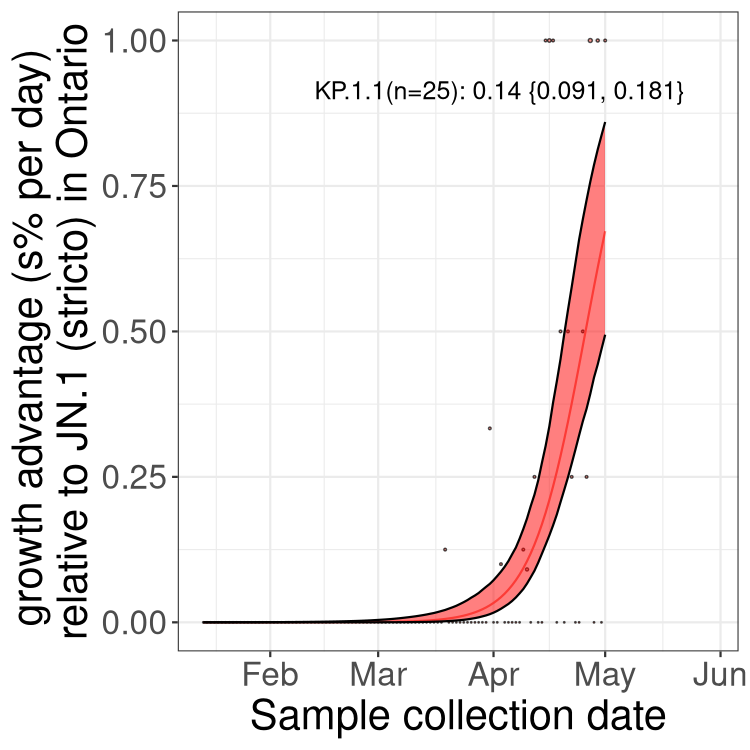 growth advantage (s% per day)
relative to JN.1 (stricto) in Ontario
1.00
0.75
0.50
0.25
0.00
KP.1.1(n=25): 0.14 {0.091, 0.181}
Feb Mar Apr May Jun
Sample collection date